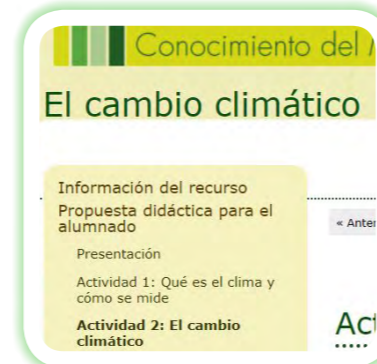 Conocimiento del
El cambio climático
Información del recurso
Propuesta didáctica para el
alumnado
« Anter
Presentación
Actividad 1: Qué es el clima y
cómo se mide
Actividad 2: El cambio
climático
Act